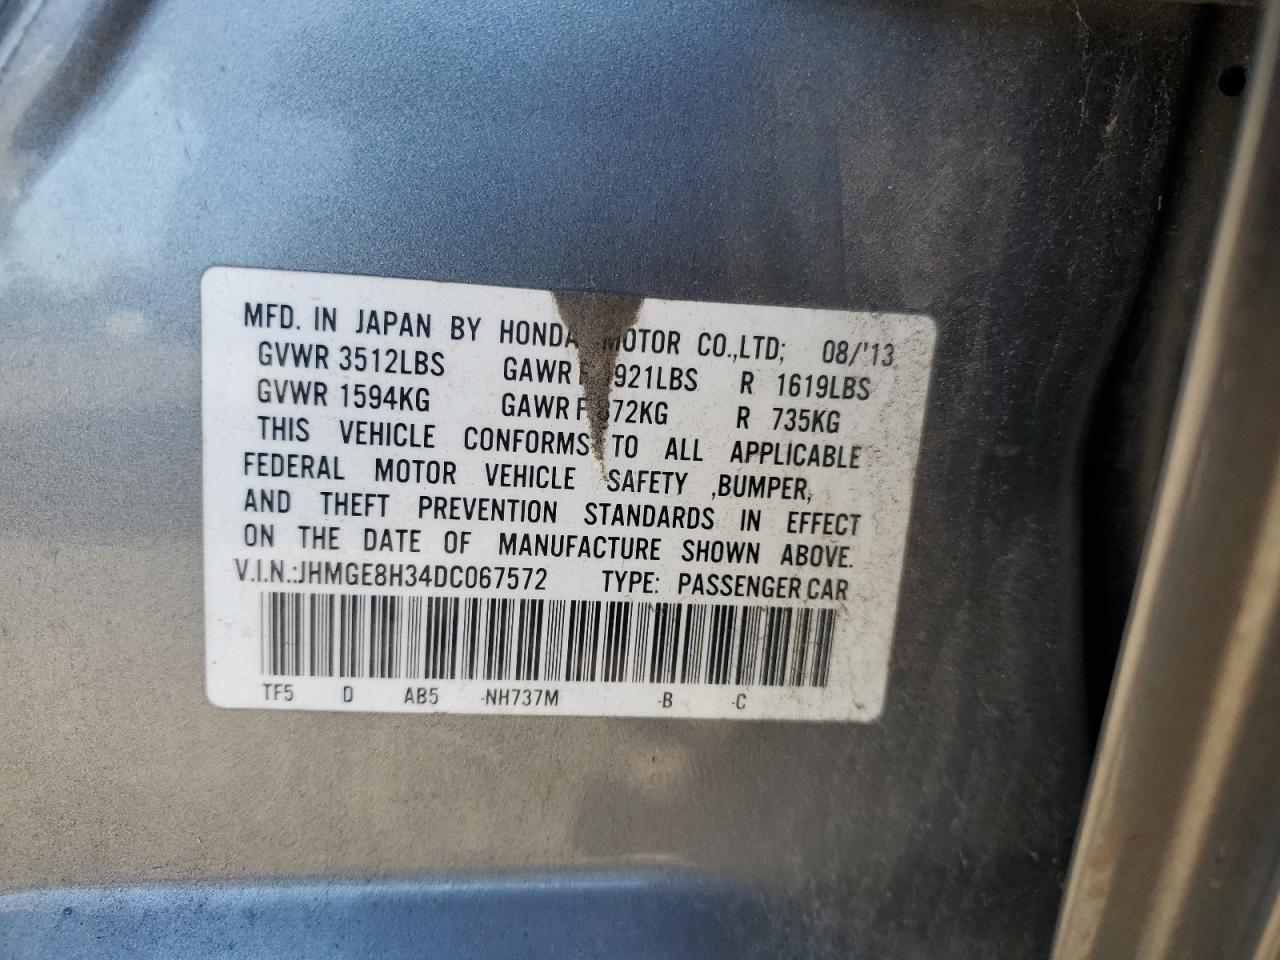 MFD. IN JAPAN BY HONDA MOTOR CO.,LTD; 08/'13
GVWR 3512LBS GAWR 921LBS R 1619LBS
GVWR 1594KG GAWR F 72KG R 735KG
THIS VEHICLE CONFORMS TO ALL APPLICABLE
FEDERAL MOTOR VEHICLE SAFETY ,BUMPER,
AND THEFT PREVENTION STANDARDS IN EFFECT
ON THE DATE OF MANUFACTURE SHOWN ABOVE.
V.I.N.:JHMGE8H34DC067572 TYPE: PASSENGER CAR
TF5 D AB5 -NH737M -B -C